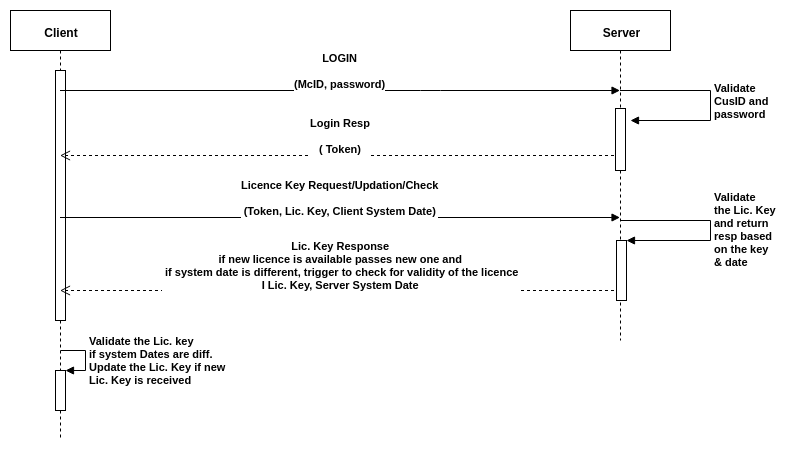 Client
Server
LOGIN
(McID, password)
Validate
CusID and
password
Login Resp
( Token)
Licence Key Request/Updation/Check
(Token, Lic. Key, Client System Date)
Validate
the Lic. Key
and return
resp based
on the key
& date
Lic. Key Response
if new licence is available passes new one and
if system date is different, trigger to check for validity of the licence
I Lic. Key, Server System Date
Validate the Lic. key
if system Dates are diff.
Update the Lic. Key if new
Lic. Key is received